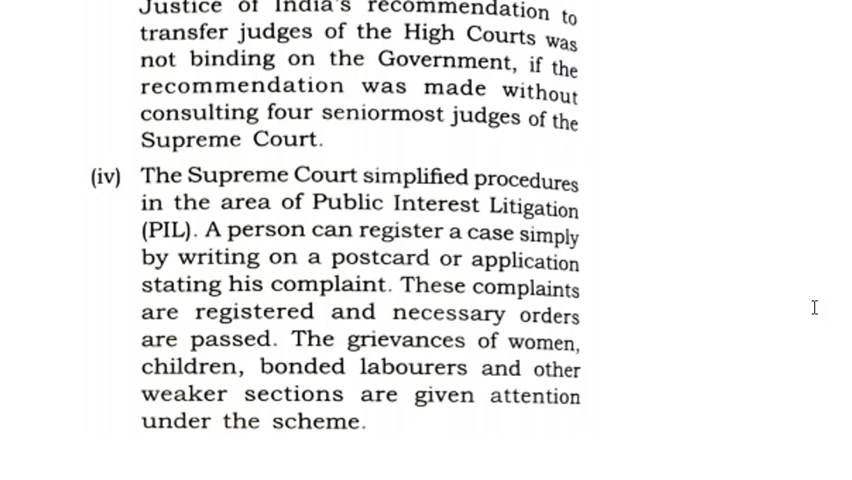 Justice of India's recommendation to
transfer judges of the High Courts was
not binding on the Government, if the
recommendation was made without
consulting four seniormost judges of the
Supreme Court.
(iv) The Supreme Court simplified procedures
in the area of Public Interest Litigation
(PIL). A person can register a case simply
by writing on a postcard or application
stating his complaint. These complaints
are registered and necessary orders
are passed. The grievances of women,
children, bonded labourers and other
weaker sections are given attention
under the scheme.